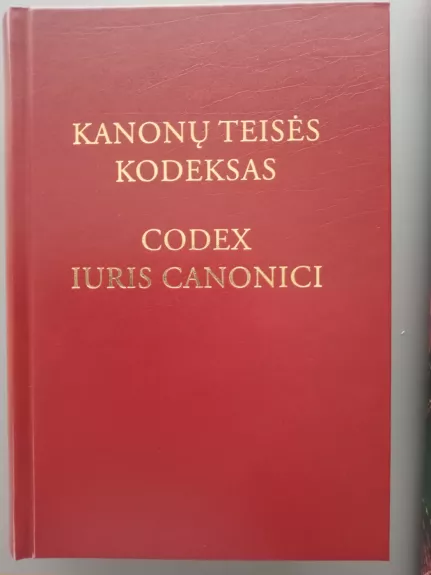 KANONŲ TEISĖS
KODEKSAS
CODEX
IURIS CANONICI